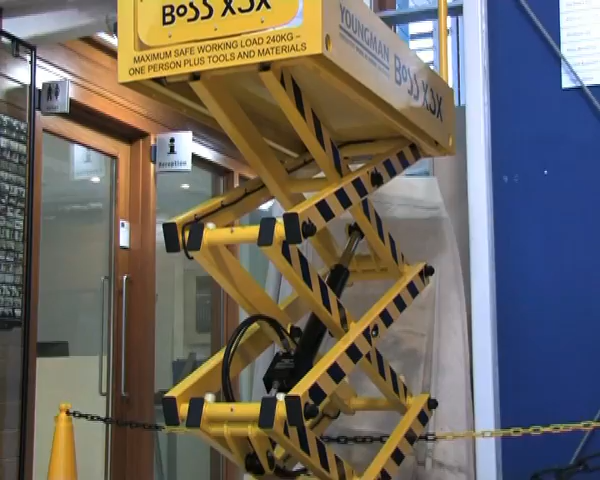 BOSS X3X
MAXIMUM SAFE WORKING LOAD 240KG –
ONE PERSON PLUS TOOLS AND MATERIALS
YOUNGMAN
BOSS X3X
i
Reception